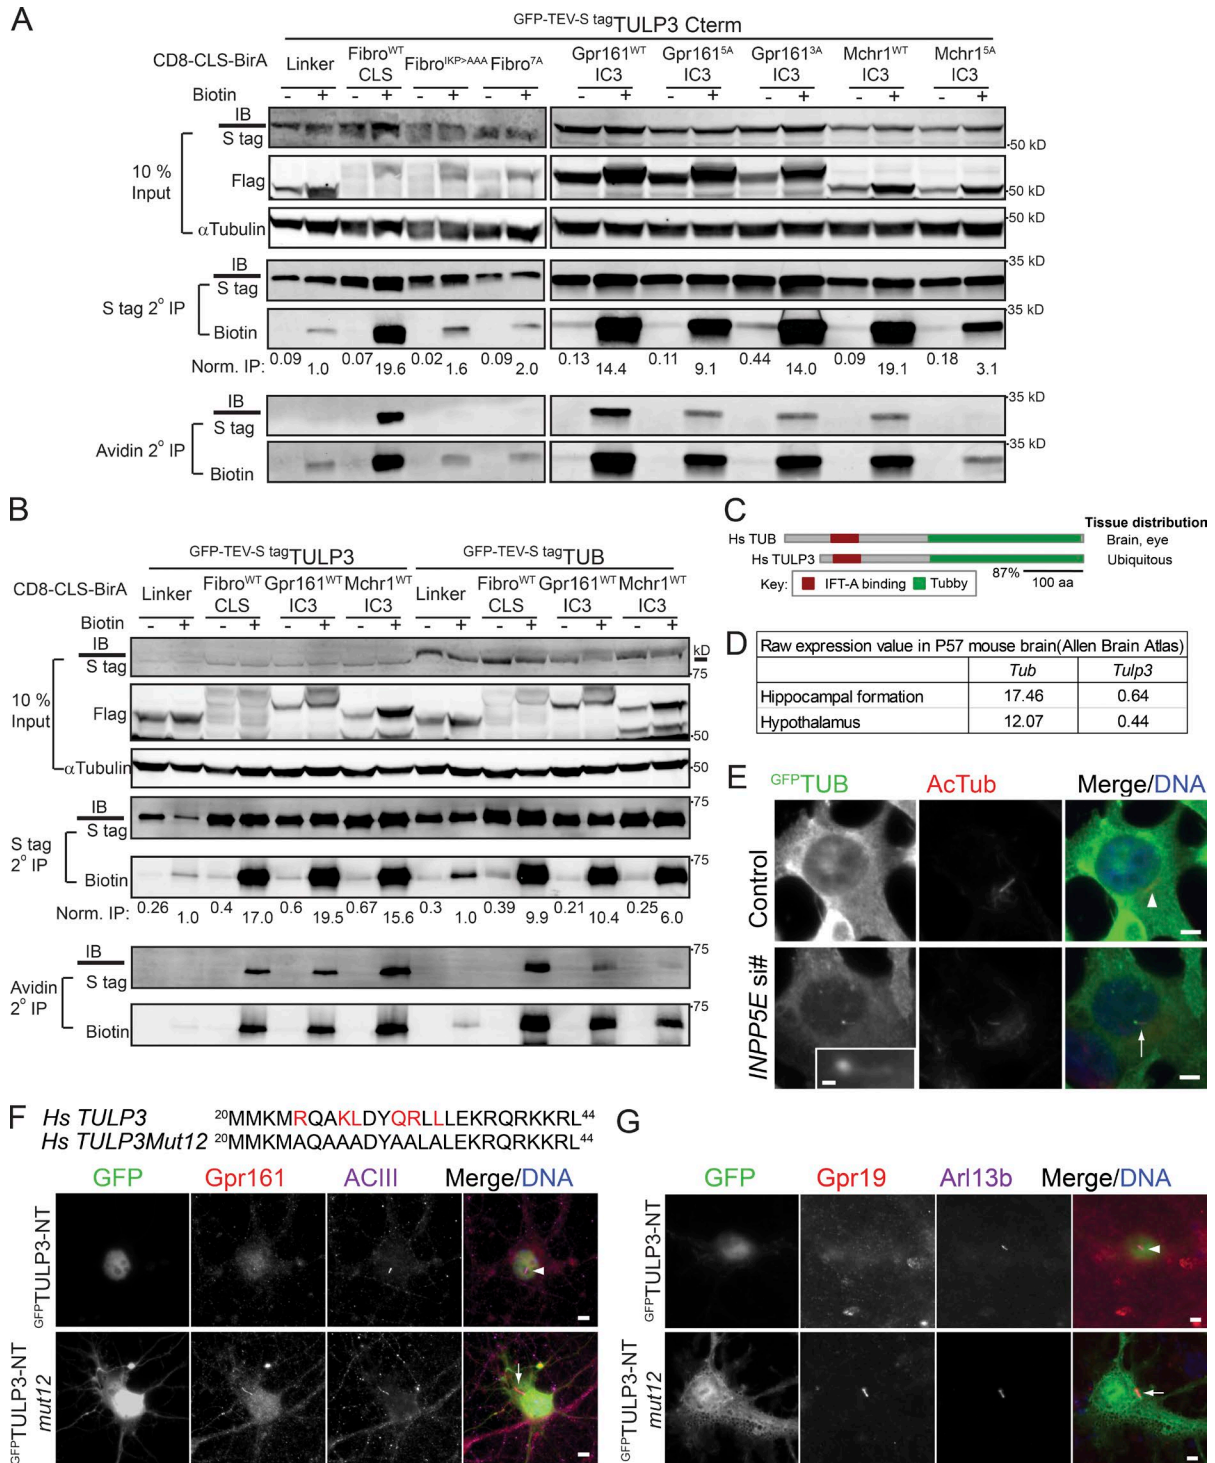 A
GFP-TEV-S tagTULP3 Cterm
CD8-CLS-BirA
Linker
FibroWT CLS
FibroIKP>AAA
Fibro7A
Gpr161WT IC3
Gpr1615A IC3
Gpr1613A IC3
Mchr1WT IC3
Mchr15A IC3
Biotin - + - + - + - + - + - + - + - + - +
10 % Input
IB
S tag
-50 kD
Flag
-50 kD
αTubulin
-50 kD
S tag 2° IP
IB
S tag
-35 kD
Biotin
-35 kD
Norm. IP: 0.09 1.0 0.07 19.6 0.02 1.6 0.09 2.0 0.13 14.4 0.11 9.1 0.44 14.0 0.09 19.1 0.18 3.1
Avidin 2° IP
IB
S tag
-35 kD
Biotin
-35 kD
B
GFP-TEV-S tagTULP3
GFP-TEV-S tagTUB
CD8-CLS-BirA
Linker
FibroWT CLS
Gpr161WT IC3
Mchr1WT IC3
Linker
FibroWT CLS
Gpr161WT IC3
Mchr1WT IC3
Biotin - + - + - + - + - + - + - + - +
10 % Input
IB
S tag
kD
75
Flag
-50
αTubulin
-50
S tag 2° IP
IB
S tag
-75
Biotin
-75
Norm. IP: 0.26 1.0 0.4 17.0 0.6 19.5 0.67 15.6 0.3 1.0 0.39 9.9 0.21 10.4 0.25 6.0
Avidin 2° IP
IB
S tag
-75
Biotin
-75
C
Tissue distribution
Hs TUB
Brain, eye
Hs TULP3
Ubiquitous
87%
100 aa
Key: IFT-A binding Tubby
D
Raw expression value in P57 mouse brain(Allen Brain Atlas)
Tub Tulp3
Hippocampal formation 17.46 0.64
Hypothalamus 12.07 0.44
E
GFPTUB AcTub Merge/DNA
Control
INPP5E si#
F
Hs TULP3 20MMKMRQAKLDYQRLLLEKRQRKKRL44
Hs TULP3Mut12 20MMKMAQAAADYAALALEKRQRKKRL44
GFP Gpr161 ACIII Merge/DNA
GFPTULP3-NT
GFPTULP3-NT mut12
G
GFP Gpr19 Arl13b Merge/DNA
GFPTULP3-NT
GFPTULP3-NT mut12